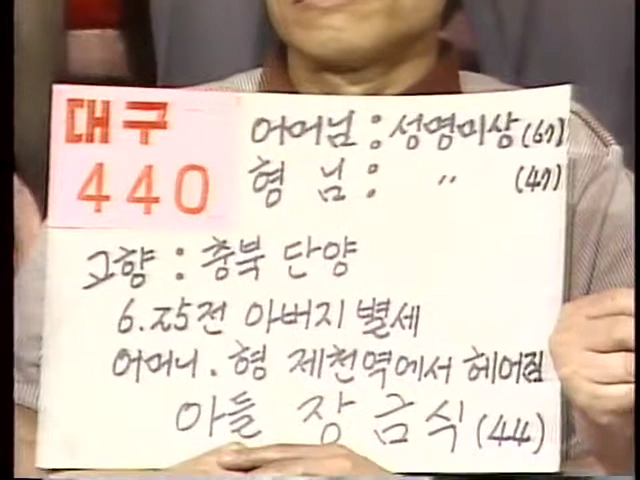 대구
440
어머님 : 성명미상 (67)
형 님 : 〃 (47)
고향 : 충북 단양
6.25전 아버지 별세
어머니. 형 제천역에서 헤어짐
아들 장금식 (44)